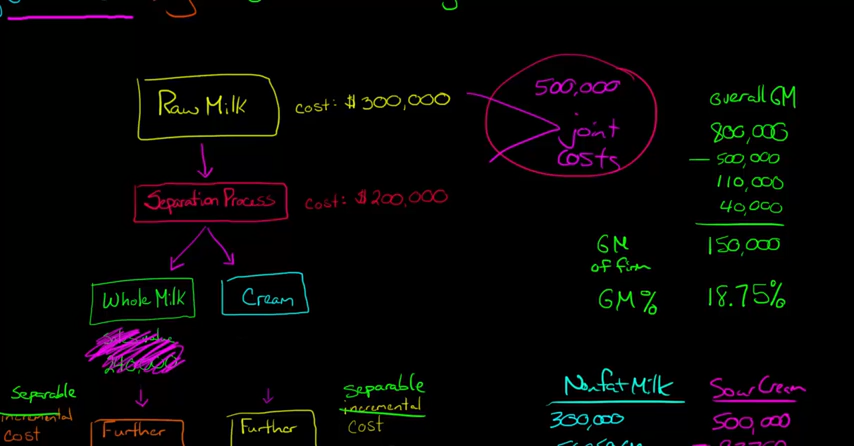 Raw Milk
cost: $300,000
500,000
joint
costs
overall GM
800,000
— 500,000
110,000
40,000
150,000
Separation Process
cost: $200,000
GM
of firm
GM%
18.75%
Whole Milk
Cream
240,000
Separable
incremental
cost
Further
Further
Separable
incremental
cost
Nonfat Milk
300,000
Sour Cream
500,000